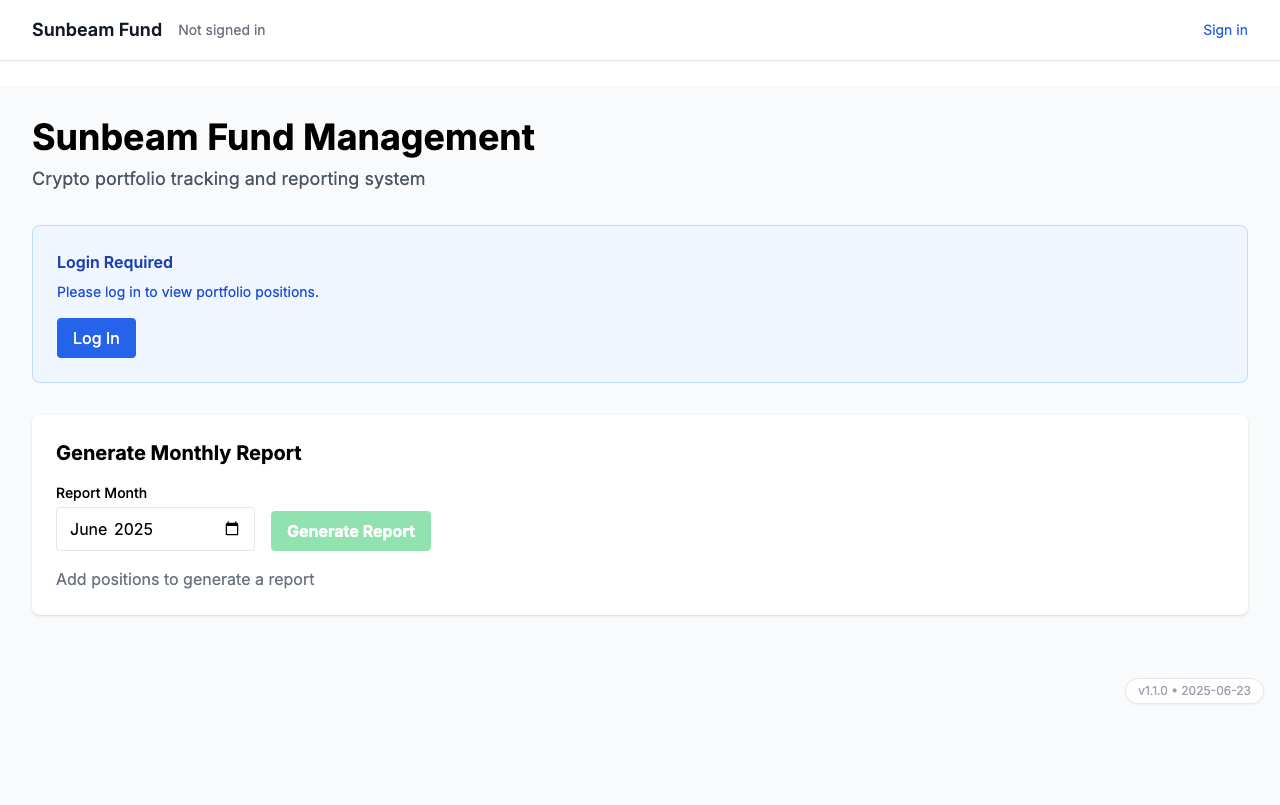 Sunbeam Fund Not signed in Sign in
Sunbeam Fund Management
Crypto portfolio tracking and reporting system
Login Required
Please log in to view portfolio positions.
Log In
Generate Monthly Report
Report Month
June 2025
Generate Report
Add positions to generate a report
v1.1.0 • 2025-06-23